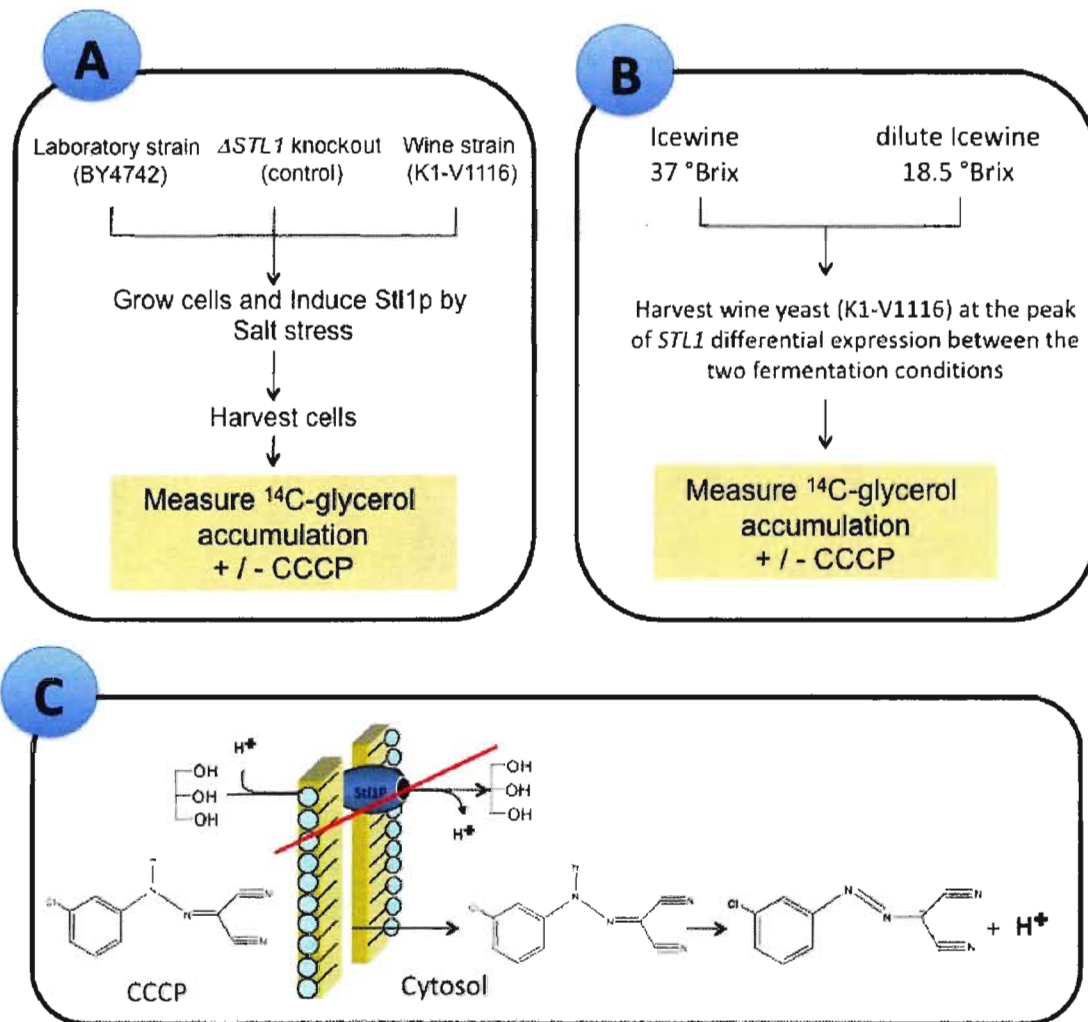 A
Laboratory strain (BY4742)
ΔSTL1 knockout (control)
Wine strain (K1-V1116)
Grow cells and Induce Stl1p by
Salt stress
Harvest cells
Measure ¹⁴C-glycerol
accumulation
+ / - CCCP
B
Icewine
37 °Brix
dilute Icewine
18.5 °Brix
Harvest wine yeast (K1-V1116) at the peak
of STL1 differential expression between the
two fermentation conditions
Measure ¹⁴C-glycerol
accumulation
+ / - CCCP
C
H+
OH
OH
OH
Stl1P
H+
OH
OH
OH
Cl
N
N
N
N
CCCP
Cytosol
Cl
N
N
N
N
Cl
N
N
N
N
+ H+